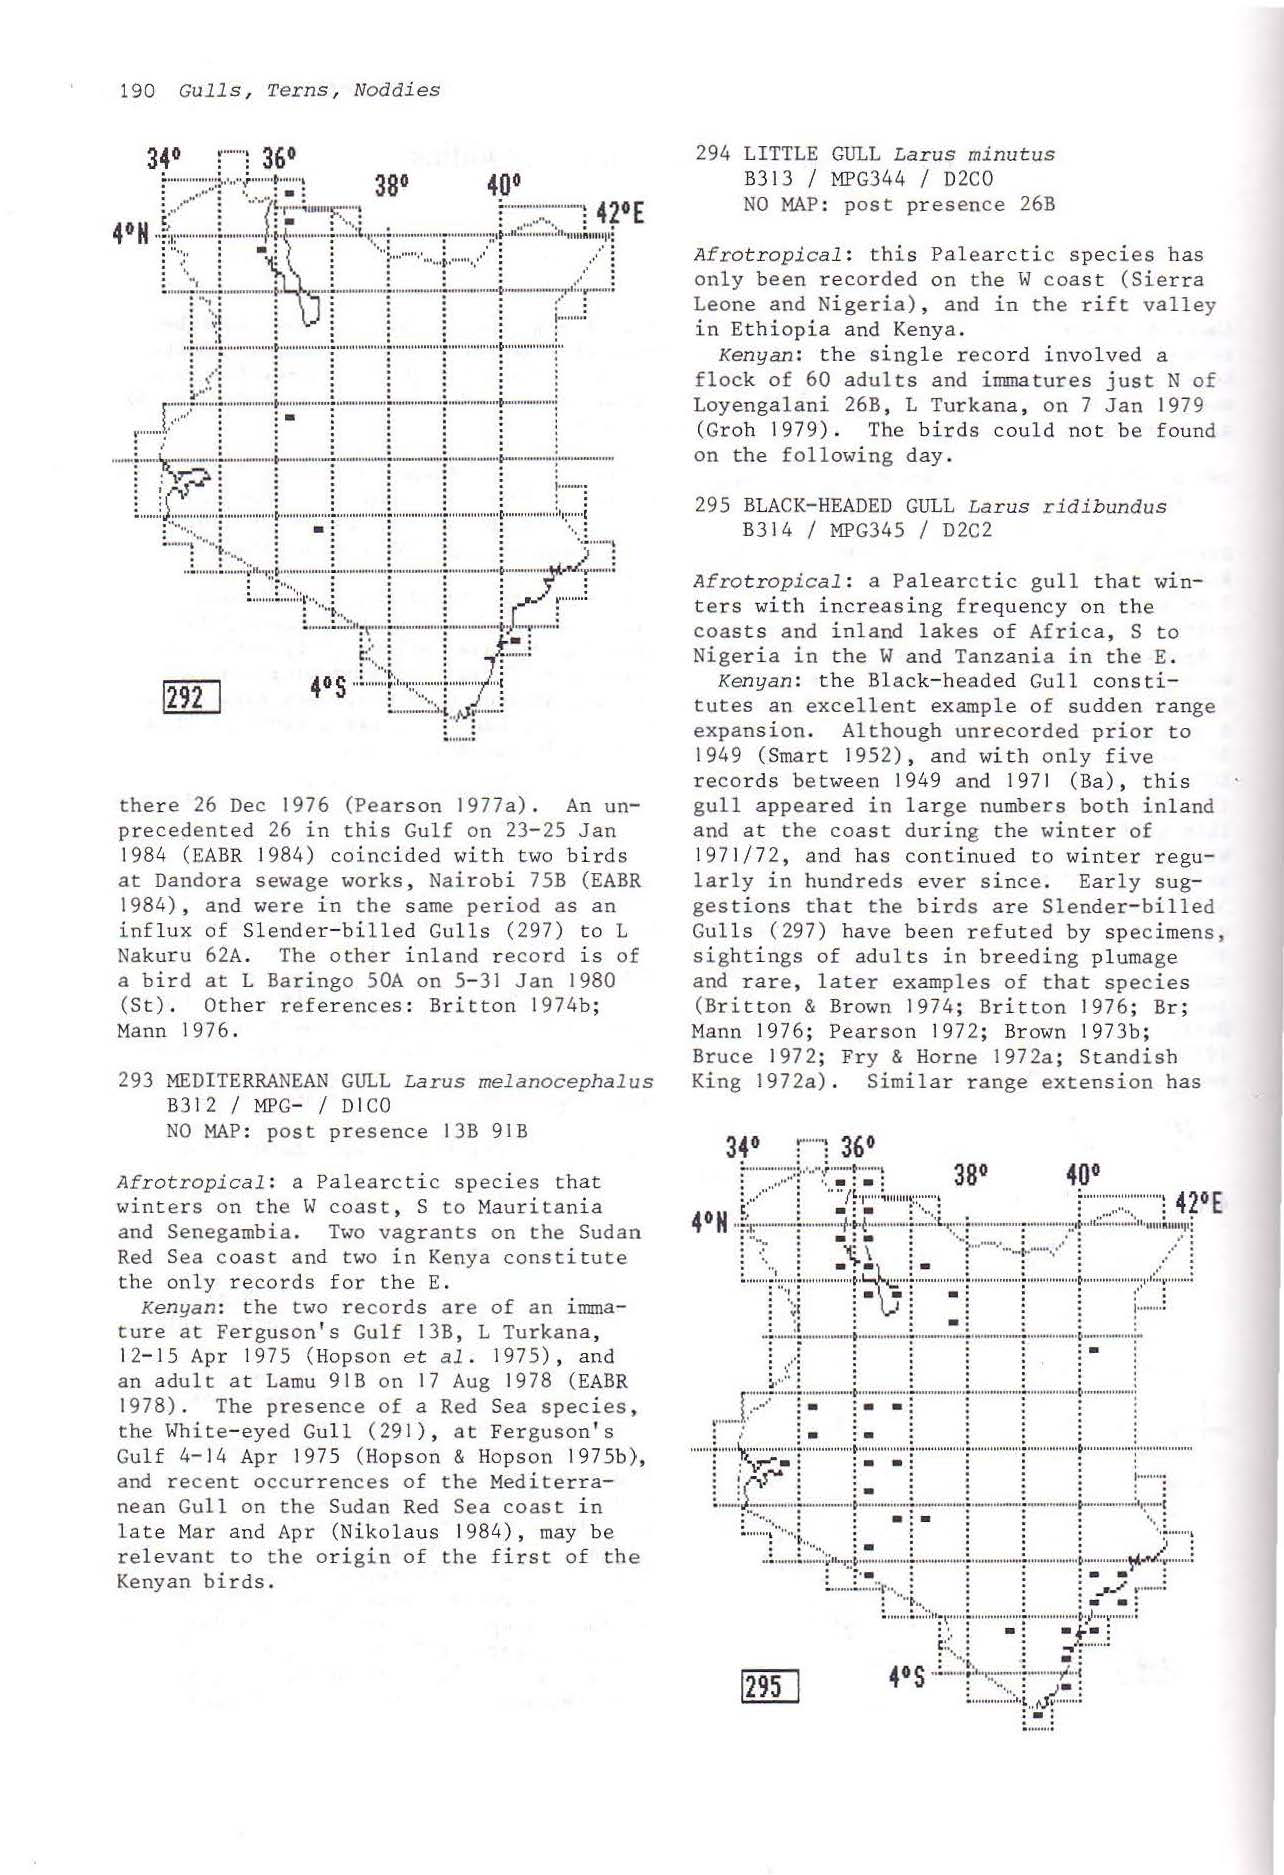 190 Gulls, Terns, Noddies
34° 36°
38° 40°
42°E
4°N
4°S
292
there 26 Dec 1976 (Pearson 1977a). An un-
precedented 26 in this Gulf on 23-25 Jan
1984 (EABR 1984) coincided with two birds
at Dandora sewage works, Nairobi 75B (EABR
1984), and were in the same period as an
influx of Slender-billed Gulls (297) to L
Nakuru 62A. The other inland record is of
a bird at L Baringo 50A on 5-31 Jan 1980
(St). Other references: Britton 1974b;
Mann 1976.
293 MEDITERRANEAN GULL Larus melanocephalus
B312 / MPG- / D1C0
NO MAP: post presence 13B 91B
Afrotropical: a Palearctic species that
winters on the W coast, S to Mauritania
and Senegambia. Two vagrants on the Sudan
Red Sea coast and two in Kenya constitute
the only records for the E.
Kenyan: the two records are of an imma-
ture at Ferguson's Gulf 13B, L Turkana,
12-15 Apr 1975 (Hopson et al. 1975), and
an adult at Lamu 91B on 17 Aug 1978 (EABR
1978). The presence of a Red Sea species,
the White-eyed Gull (291), at Ferguson's
Gulf 4-14 Apr 1975 (Hopson & Hopson 1975b),
and recent occurrences of the Mediterra-
nean Gull on the Sudan Red Sea coast in
late Mar and Apr (Nikolaus 1984), may be
relevant to the origin of the first of the
Kenyan birds.
294 LITTLE GULL Larus minutus
B313 / MPG344 / D2C0
NO MAP: post presence 26B
Afrotropical: this Palearctic species has
only been recorded on the W coast (Sierra
Leone and Nigeria), and in the rift valley
in Ethiopia and Kenya.
Kenyan: the single record involved a
flock of 60 adults and immatures just N of
Loyengalani 26B, L Turkana, on 7 Jan 1979
(Groh 1979). The birds could not be found
on the following day.
295 BLACK-HEADED GULL Larus ridibundus
B314 / MPG345 / D2C2
Afrotropical: a Palearctic gull that win-
ters with increasing frequency on the
coasts and inland lakes of Africa, S to
Nigeria in the W and Tanzania in the E.
Kenyan: the Black-headed Gull consti-
tutes an excellent example of sudden range
expansion. Although unrecorded prior to
1949 (Smart 1952), and with only five
records between 1949 and 1971 (Ba), this
gull appeared in large numbers both inland
and at the coast during the winter of
1971/72, and has continued to winter regu-
larly in hundreds ever since. Early sug-
gestions that the birds are Slender-billed
Gulls (297) have been refuted by specimens,
sightings of adults in breeding plumage
and rare, later examples of that species
(Britton & Brown 1974; Britton 1976; Br;
Mann 1976; Pearson 1972; Brown 1973b;
Bruce 1972; Fry & Horne 1972a; Standish
King 1972a). Similar range extension has
34° 36°
38° 40°
42°E
4°N
4°S
295